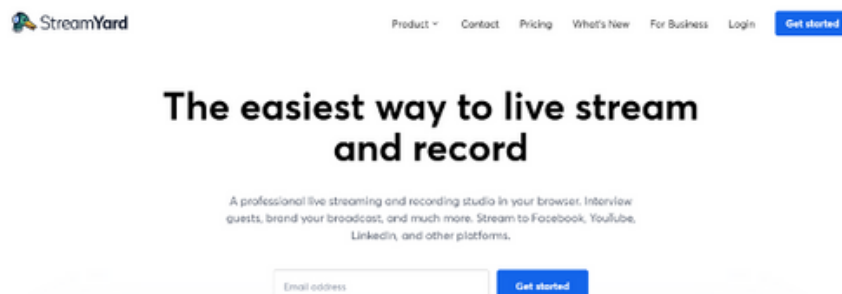 StreamYard
Product Contact Pricing What's New For Business Login Get started
The easiest way to live stream
and record
A professional live streaming and recording studio in your browser. Interview
guests, brand your broadcast, and much more. Stream to Facebook, YouTube,
LinkedIn, and other platforms.
Email address Get started